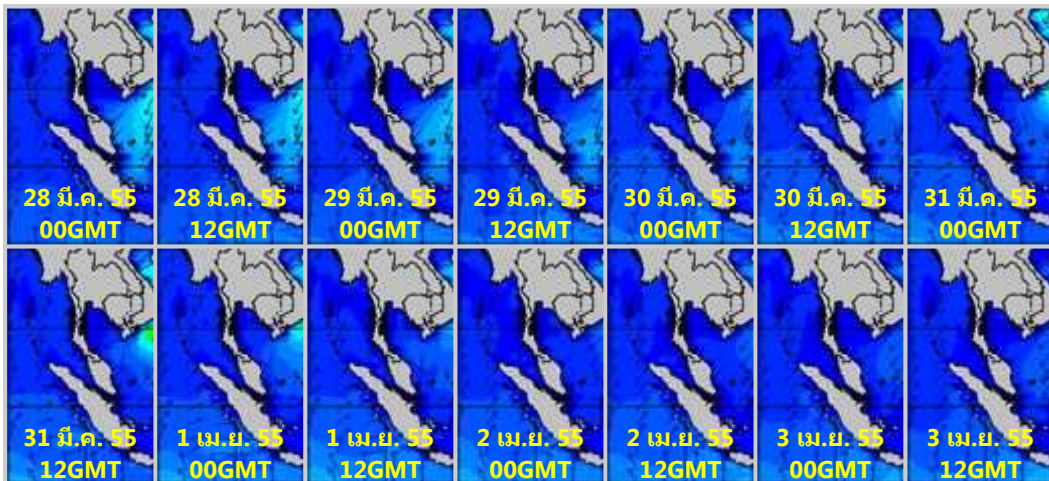 28 มี.ค. 55
00GMT
28 มี.ค. 55
12GMT
29 มี.ค. 55
00GMT
29 มี.ค. 55
12GMT
30 มี.ค. 55
00GMT
30 มี.ค. 55
12GMT
31 มี.ค. 55
00GMT
31 มี.ค. 55
12GMT
1 เม.ย. 55
00GMT
1 เม.ย. 55
12GMT
2 เม.ย. 55
00GMT
2 เม.ย. 55
12GMT
3 เม.ย. 55
00GMT
3 เม.ย. 55
12GMT